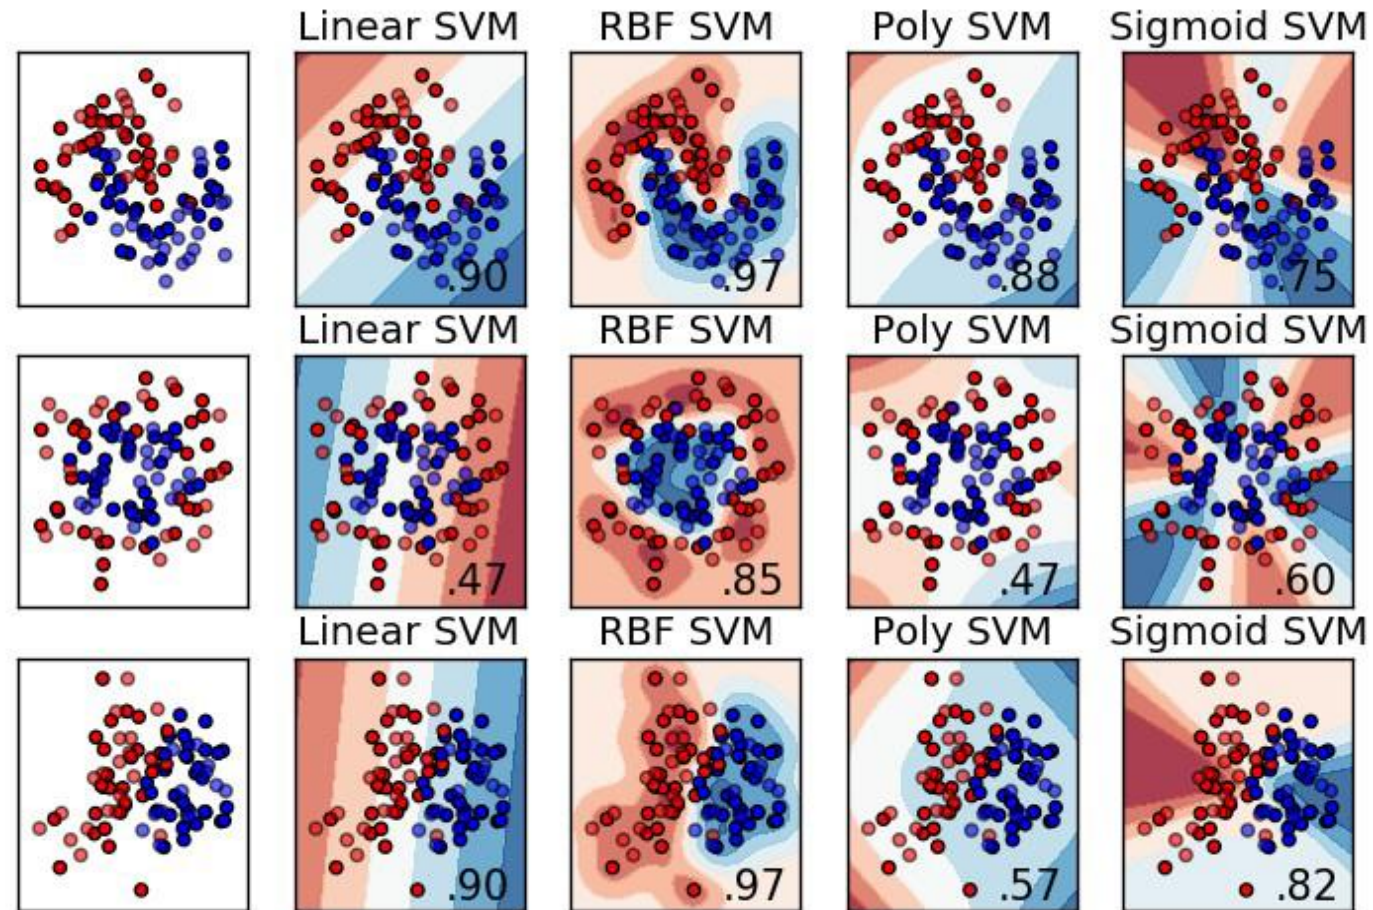 Linear SVM RBF SVM Poly SVM Sigmoid SVM
.90 .97 .88 .75
Linear SVM RBF SVM Poly SVM Sigmoid SVM
.47 .85 .47 .60
Linear SVM RBF SVM Poly SVM Sigmoid SVM
.90 .97 .57 .82